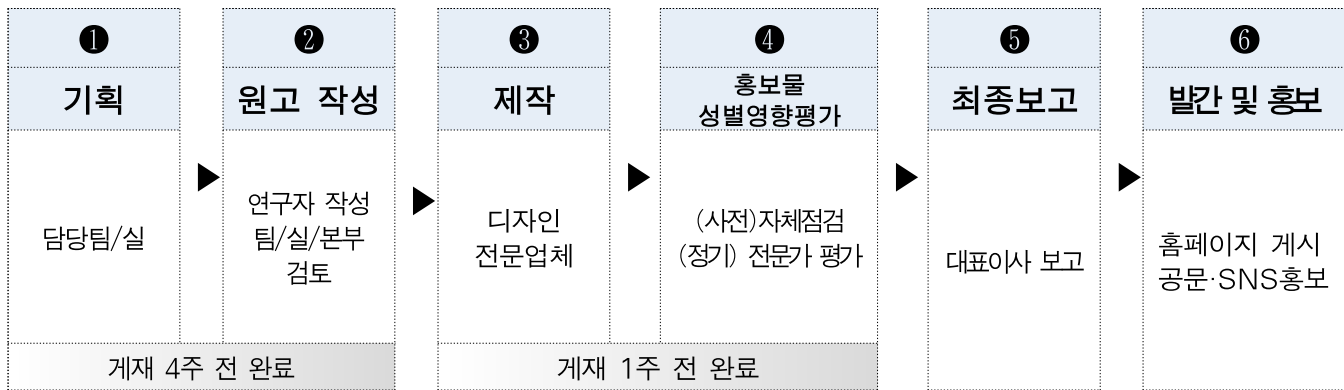 ❶
기획
담당팀/실
❷
원고 작성
연구자 작성
팀/실/본부
검토
게재 4주 전 완료
❸
제작
디자인
전문업체
❹
홍보물
성별영향평가
(사전)자체점검
(정기) 전문가 평가
게재 1주 전 완료
❺
최종보고
대표이사 보고
❻
발간 및 홍보
홈페이지 게시
공문·SNS홍보